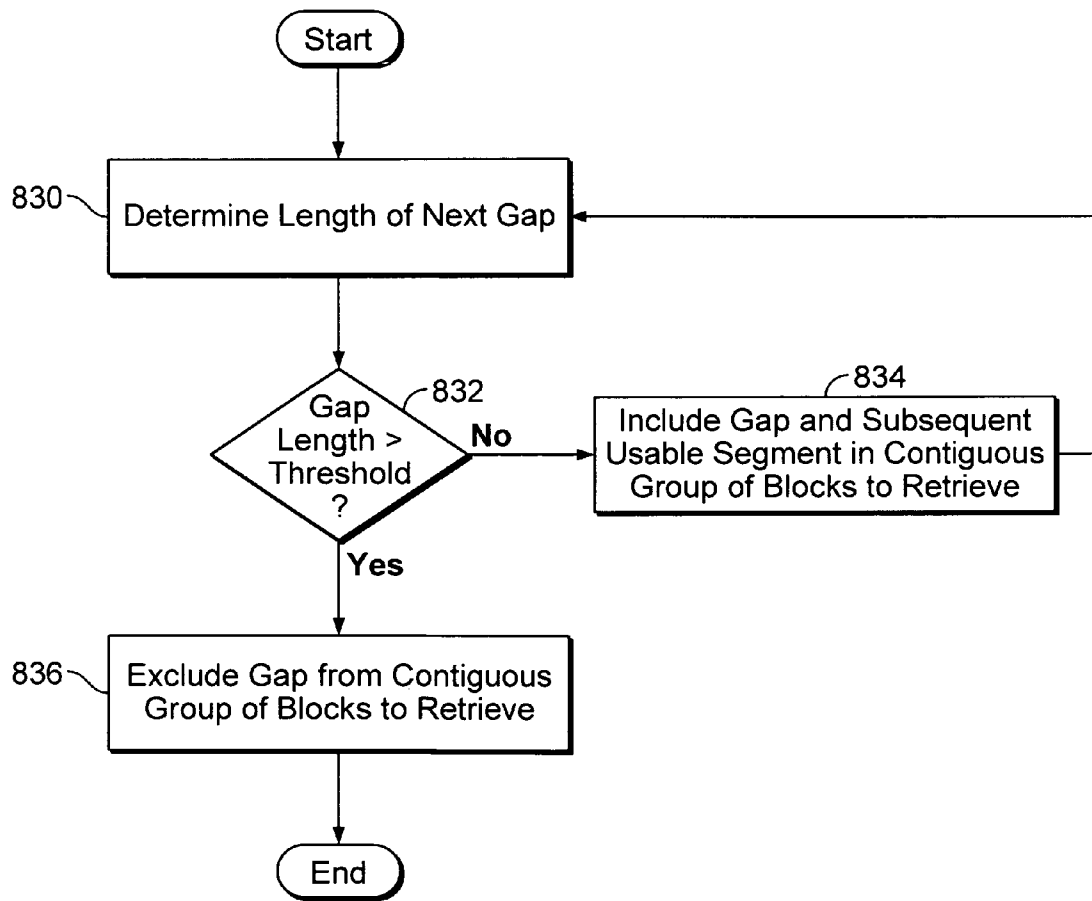 Start
830
Determine Length of Next Gap
832
Gap
Length >
Threshold
?
No
834
Include Gap and Subsequent
Usable Segment in Contiguous
Group of Blocks to Retrieve
Yes
836
Exclude Gap from Contiguous
Group of Blocks to Retrieve
End